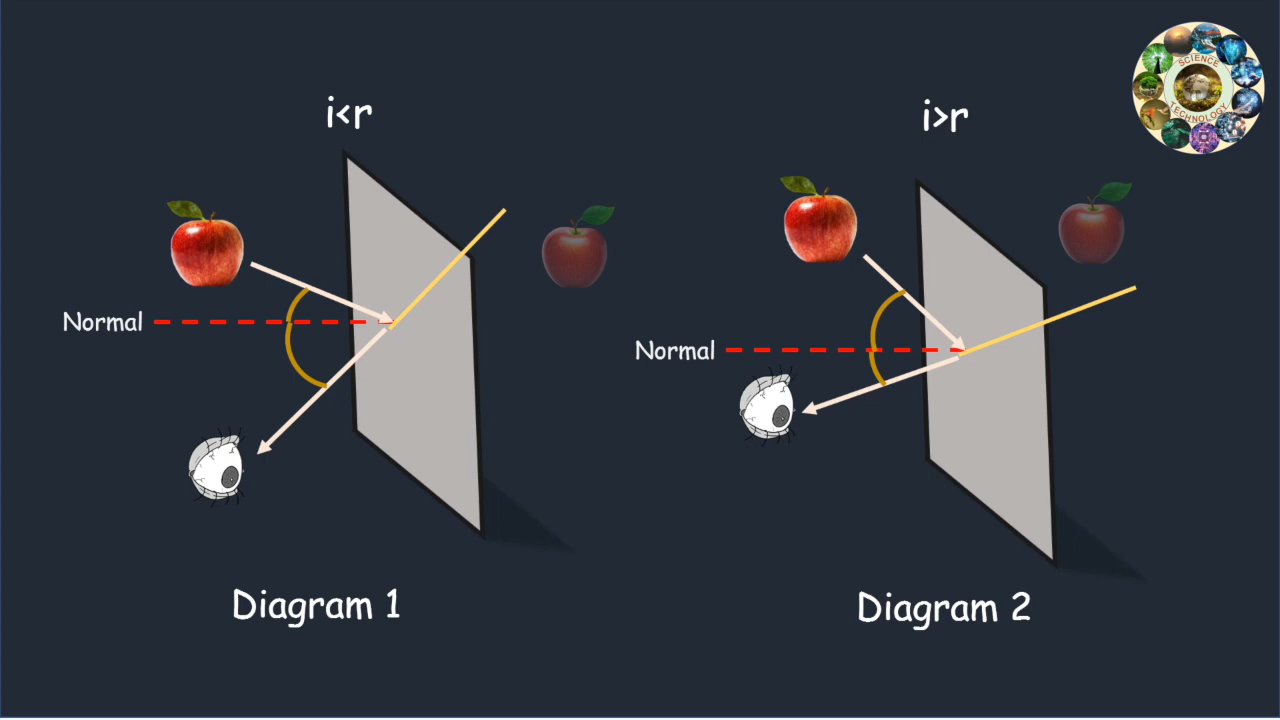 SCIENCE
TECHNOLOGY
i<r
i>r
Normal
Normal
Diagram 1
Diagram 2